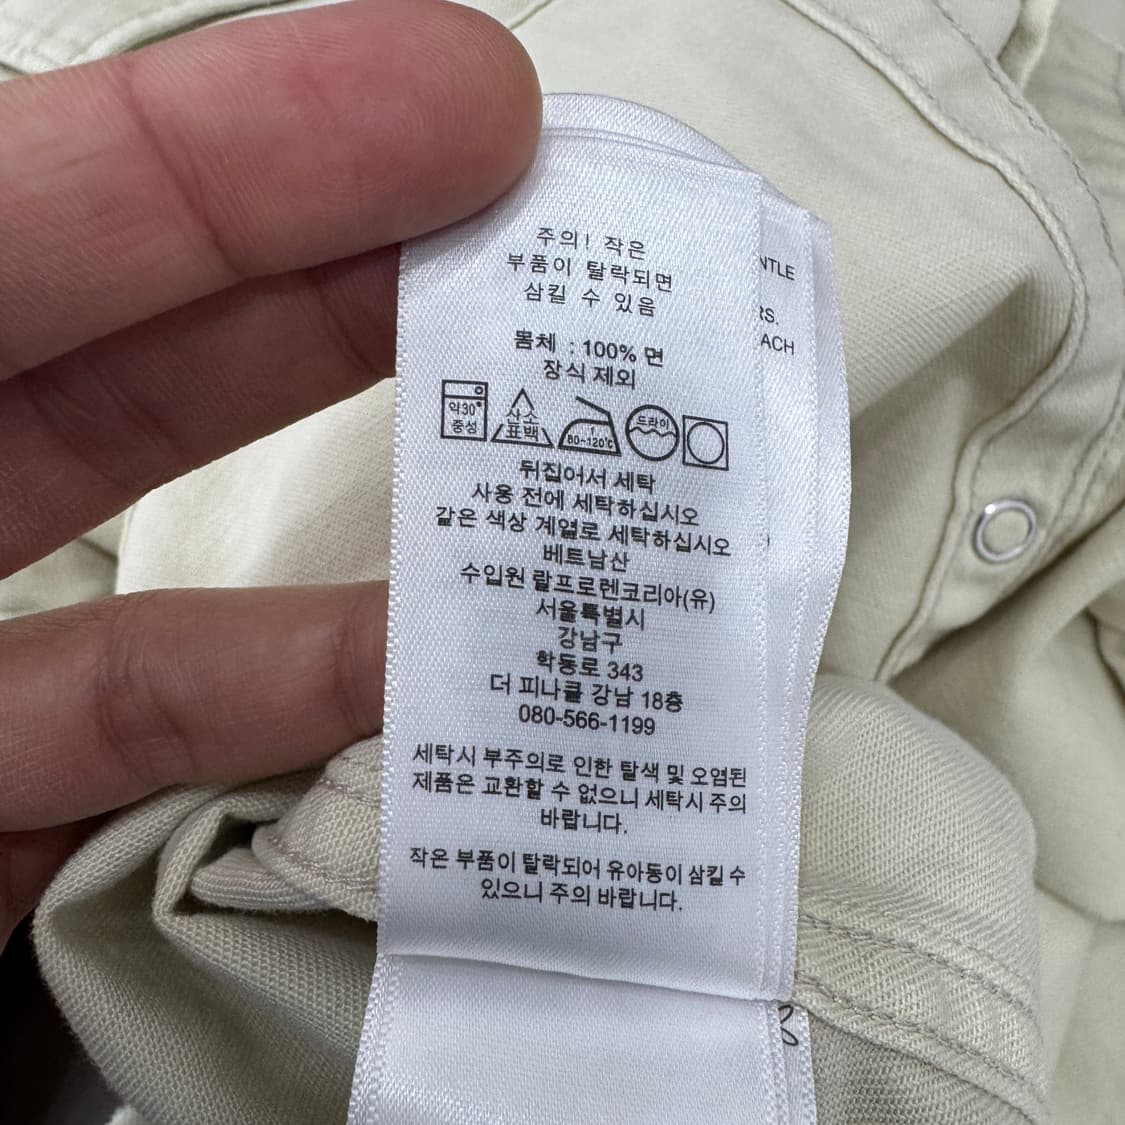 주의! 작은
부품이 탈락되면
삼킬 수 있음
몸체 : 100% 면
장식 제외
약30°
중성
산소
표백
1
80~120℃
드라이
뒤집어서 세탁
사용 전에 세탁하십시오
같은 색상 계열로 세탁하십시오
베트남산
수입원 랄프로렌코리아(유)
서울특별시
강남구
학동로 343
더 피나클 강남 18층
080-566-1199
세탁시 부주의로 인한 탈색 및 오염된
제품은 교환할 수 없으니 세탁시 주의
바랍니다.
작은 부품이 탈락되어 유아동이 삼킬 수
있으니 주의 바랍니다.
NTLE
RS.
ACH